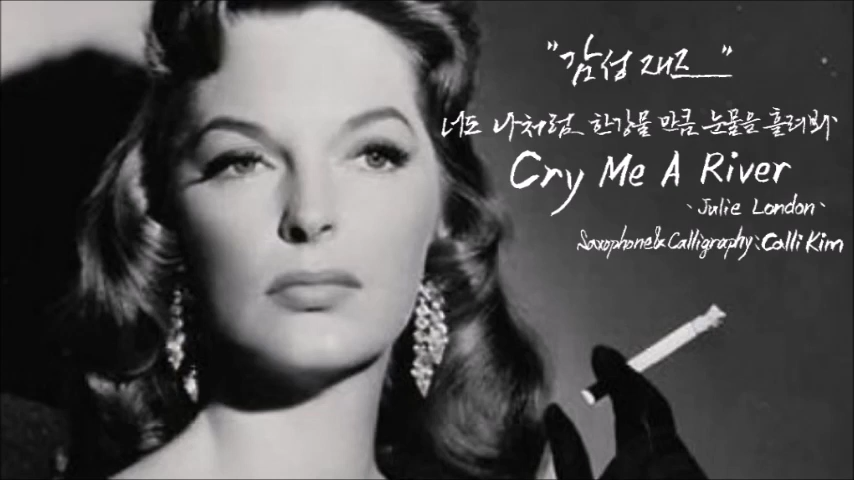 "감성재즈"
너도 나처럼 한강물 만큼 눈물을 흘려봐
Cry Me A River
、Julie London、
Saxophone&Calligraphy、Calli Kim